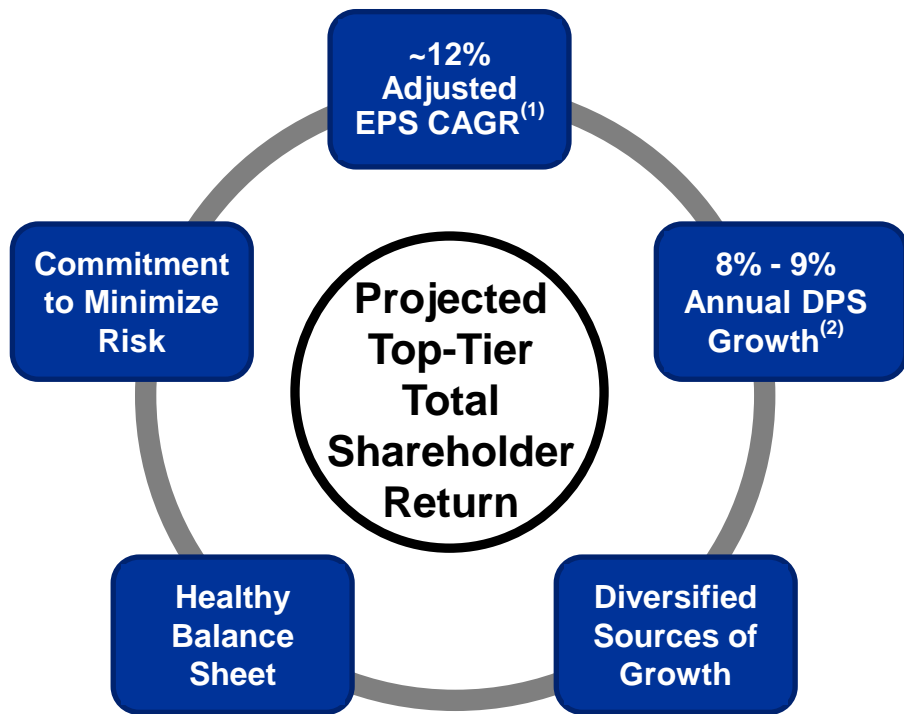 ~12%
Adjusted
EPS CAGR(1)
Commitment
to Minimize
Risk
8% - 9%
Annual DPS
Growth(2)
Projected
Top-Tier
Total
Shareholder
Return
Healthy
Balance
Sheet
Diversified
Sources of
Growth